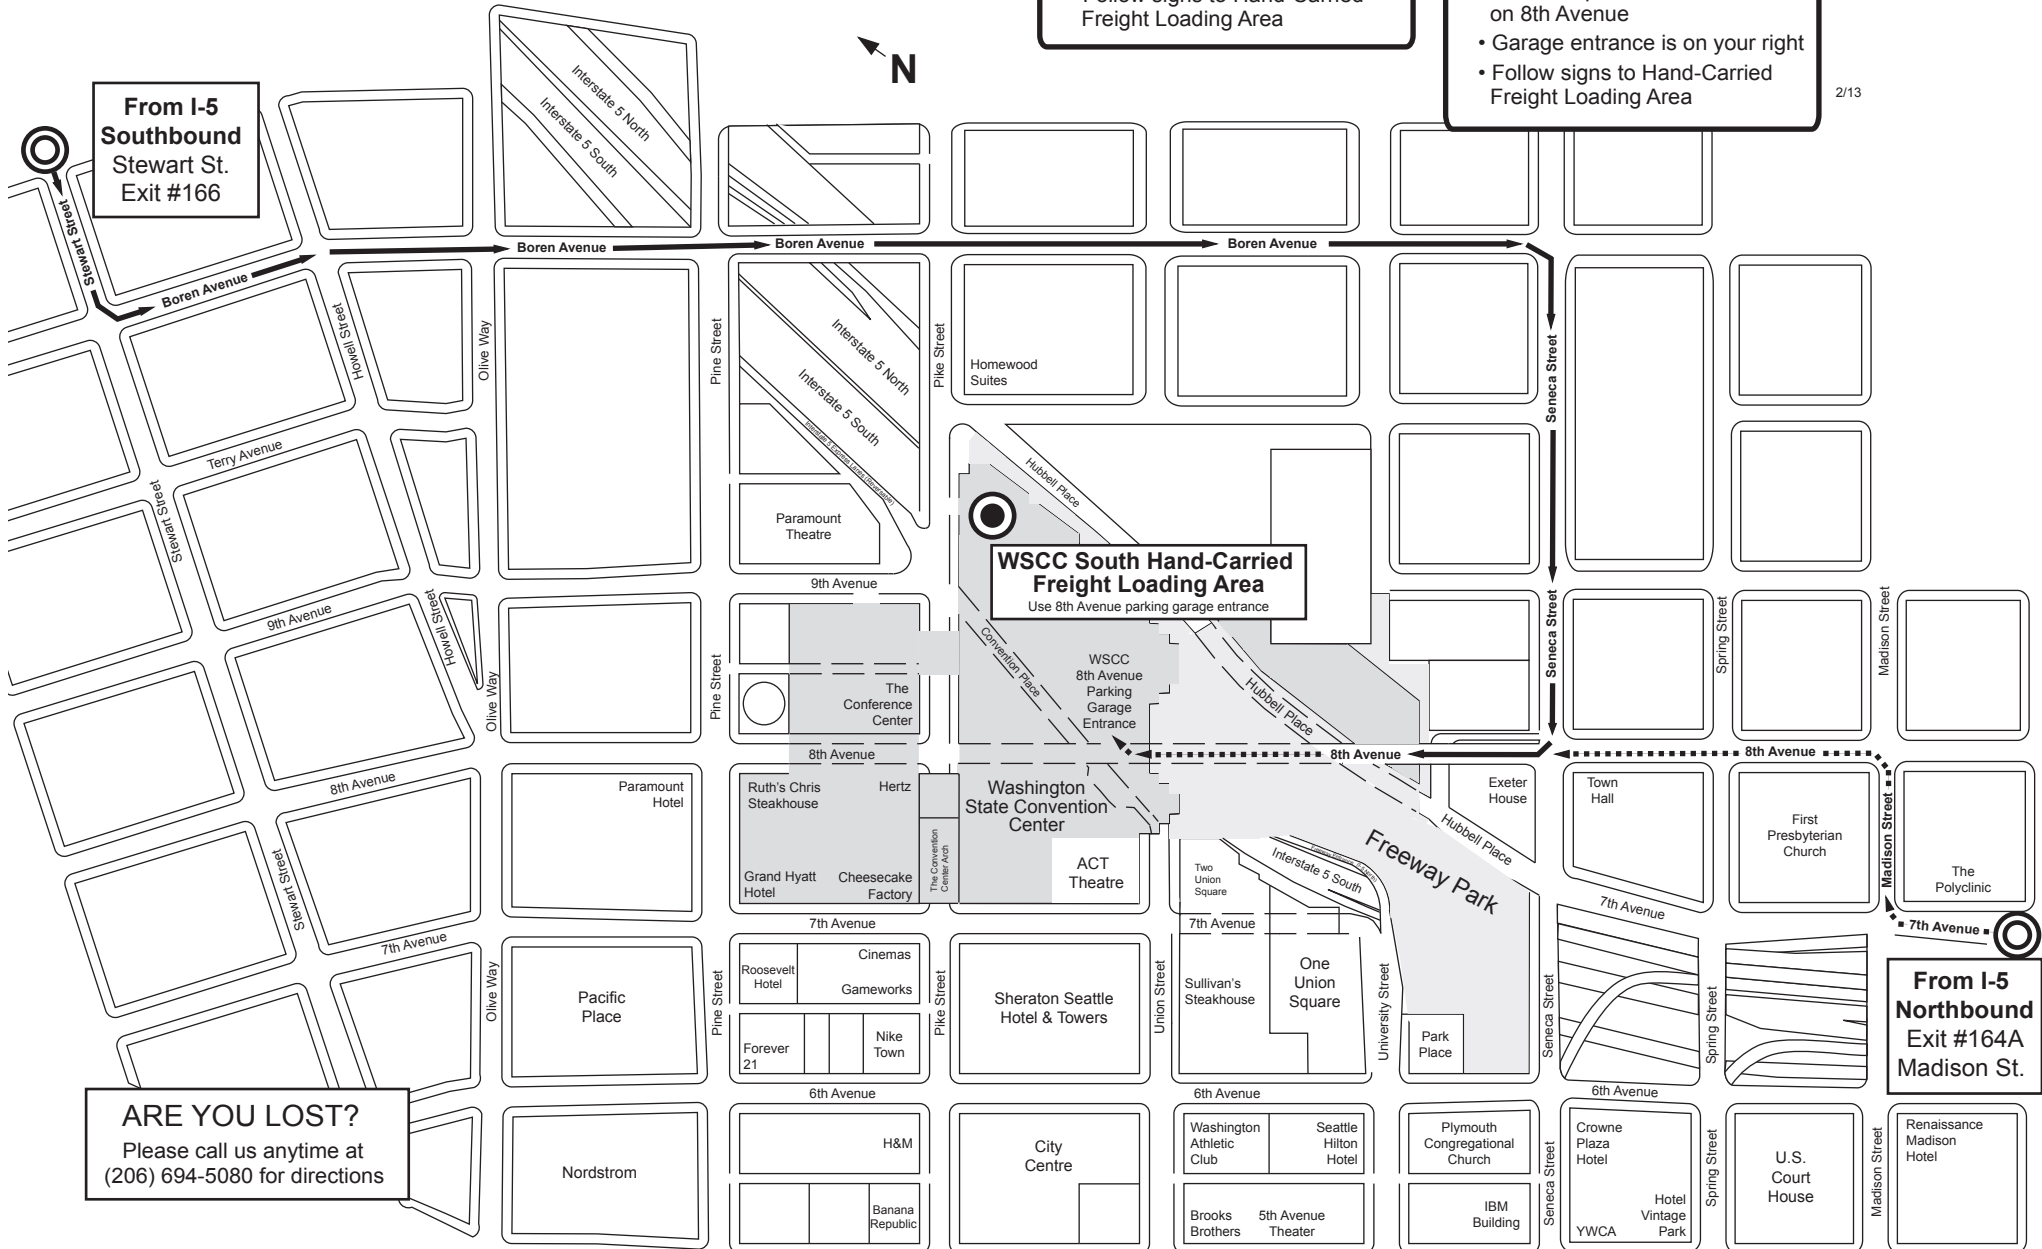 Follow signs to Hand-Carried
Freight Loading Area
on 8th Avenue
• Garage entrance is on your right
• Follow signs to Hand-Carried
Freight Loading Area
2/13
N
From I-5
Southbound
Stewart St.
Exit #166
Interstate 5 North
Interstate 5 South
Stewart Street
Boren Avenue
Boren Avenue
Boren Avenue
Boren Avenue
Howell Street
Olive Way
Pine Street
Interstate 5 North
Interstate 5 South
Interstate 5 Express Lanes (Reversable)
Pike Street
Homewood
Suites
Seneca Street
Terry Avenue
Stewart Street
Hubbell Place
Paramount
Theatre
WSCC South Hand-Carried
Freight Loading Area
Use 8th Avenue parking garage entrance
9th Avenue
9th Avenue
Howell Street
Olive Way
Pine Street
Convention Place
WSCC
8th Avenue
Parking
Garage
Entrance
The
Conference
Center
Hubbell Place
Seneca Street
Spring Street
Madison Street
8th Avenue
8th Avenue
8th Avenue
8th Avenue
Paramount
Hotel
Ruth's Chris
Steakhouse
Hertz
Washington
State Convention
Center
Exeter
House
Town
Hall
First
Presbyterian
Church
Madison Street
The
Polyclinic
Hubbell Place
Freeway Park
Interstate 5 South
Two
Union
Square
ACT
Theatre
The Convention
Center Arch
Grand Hyatt
Hotel
Cheesecake
Factory
Stewart Street
7th Avenue
7th Avenue
7th Avenue
7th Avenue
7th Avenue
Olive Way
Pacific
Place
Pine Street
Roosevelt
Hotel
Cinemas
Gameworks
Forever
21
Nike
Town
Pike Street
Sheraton Seattle
Hotel & Towers
Union Street
Sullivan's
Steakhouse
One
Union
Square
University Street
Park
Place
Seneca Street
Spring Street
From I-5
Northbound
Exit #164A
Madison St.
6th Avenue
6th Avenue
6th Avenue
ARE YOU LOST?
Please call us anytime at
(206) 694-5080 for directions
Nordstrom
H&M
Banana
Republic
City
Centre
Washington
Athletic
Club
Seattle
Hilton
Hotel
Brooks
Brothers
5th Avenue
Theater
Plymouth
Congregational
Church
IBM
Building
Seneca Street
Crowne
Plaza
Hotel
Hotel
Vintage
Park
YWCA
Spring Street
U.S.
Court
House
Madison Street
Renaissance
Madison
Hotel